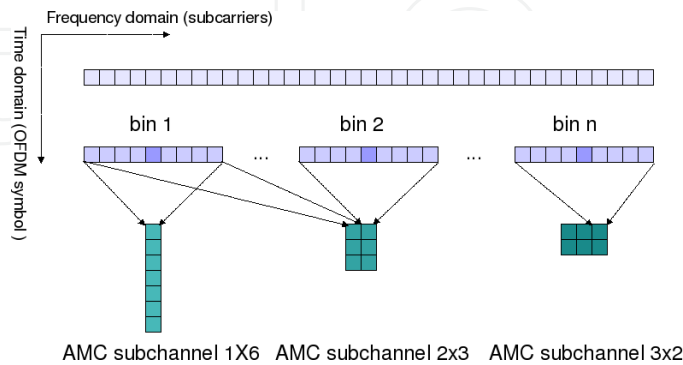 Frequency domain (subcarriers)
Time domain (OFDM symbol )
bin 1
bin 2
bin n
... ...
AMC subchannel 1X6
AMC subchannel 2x3
AMC subchannel 3x2